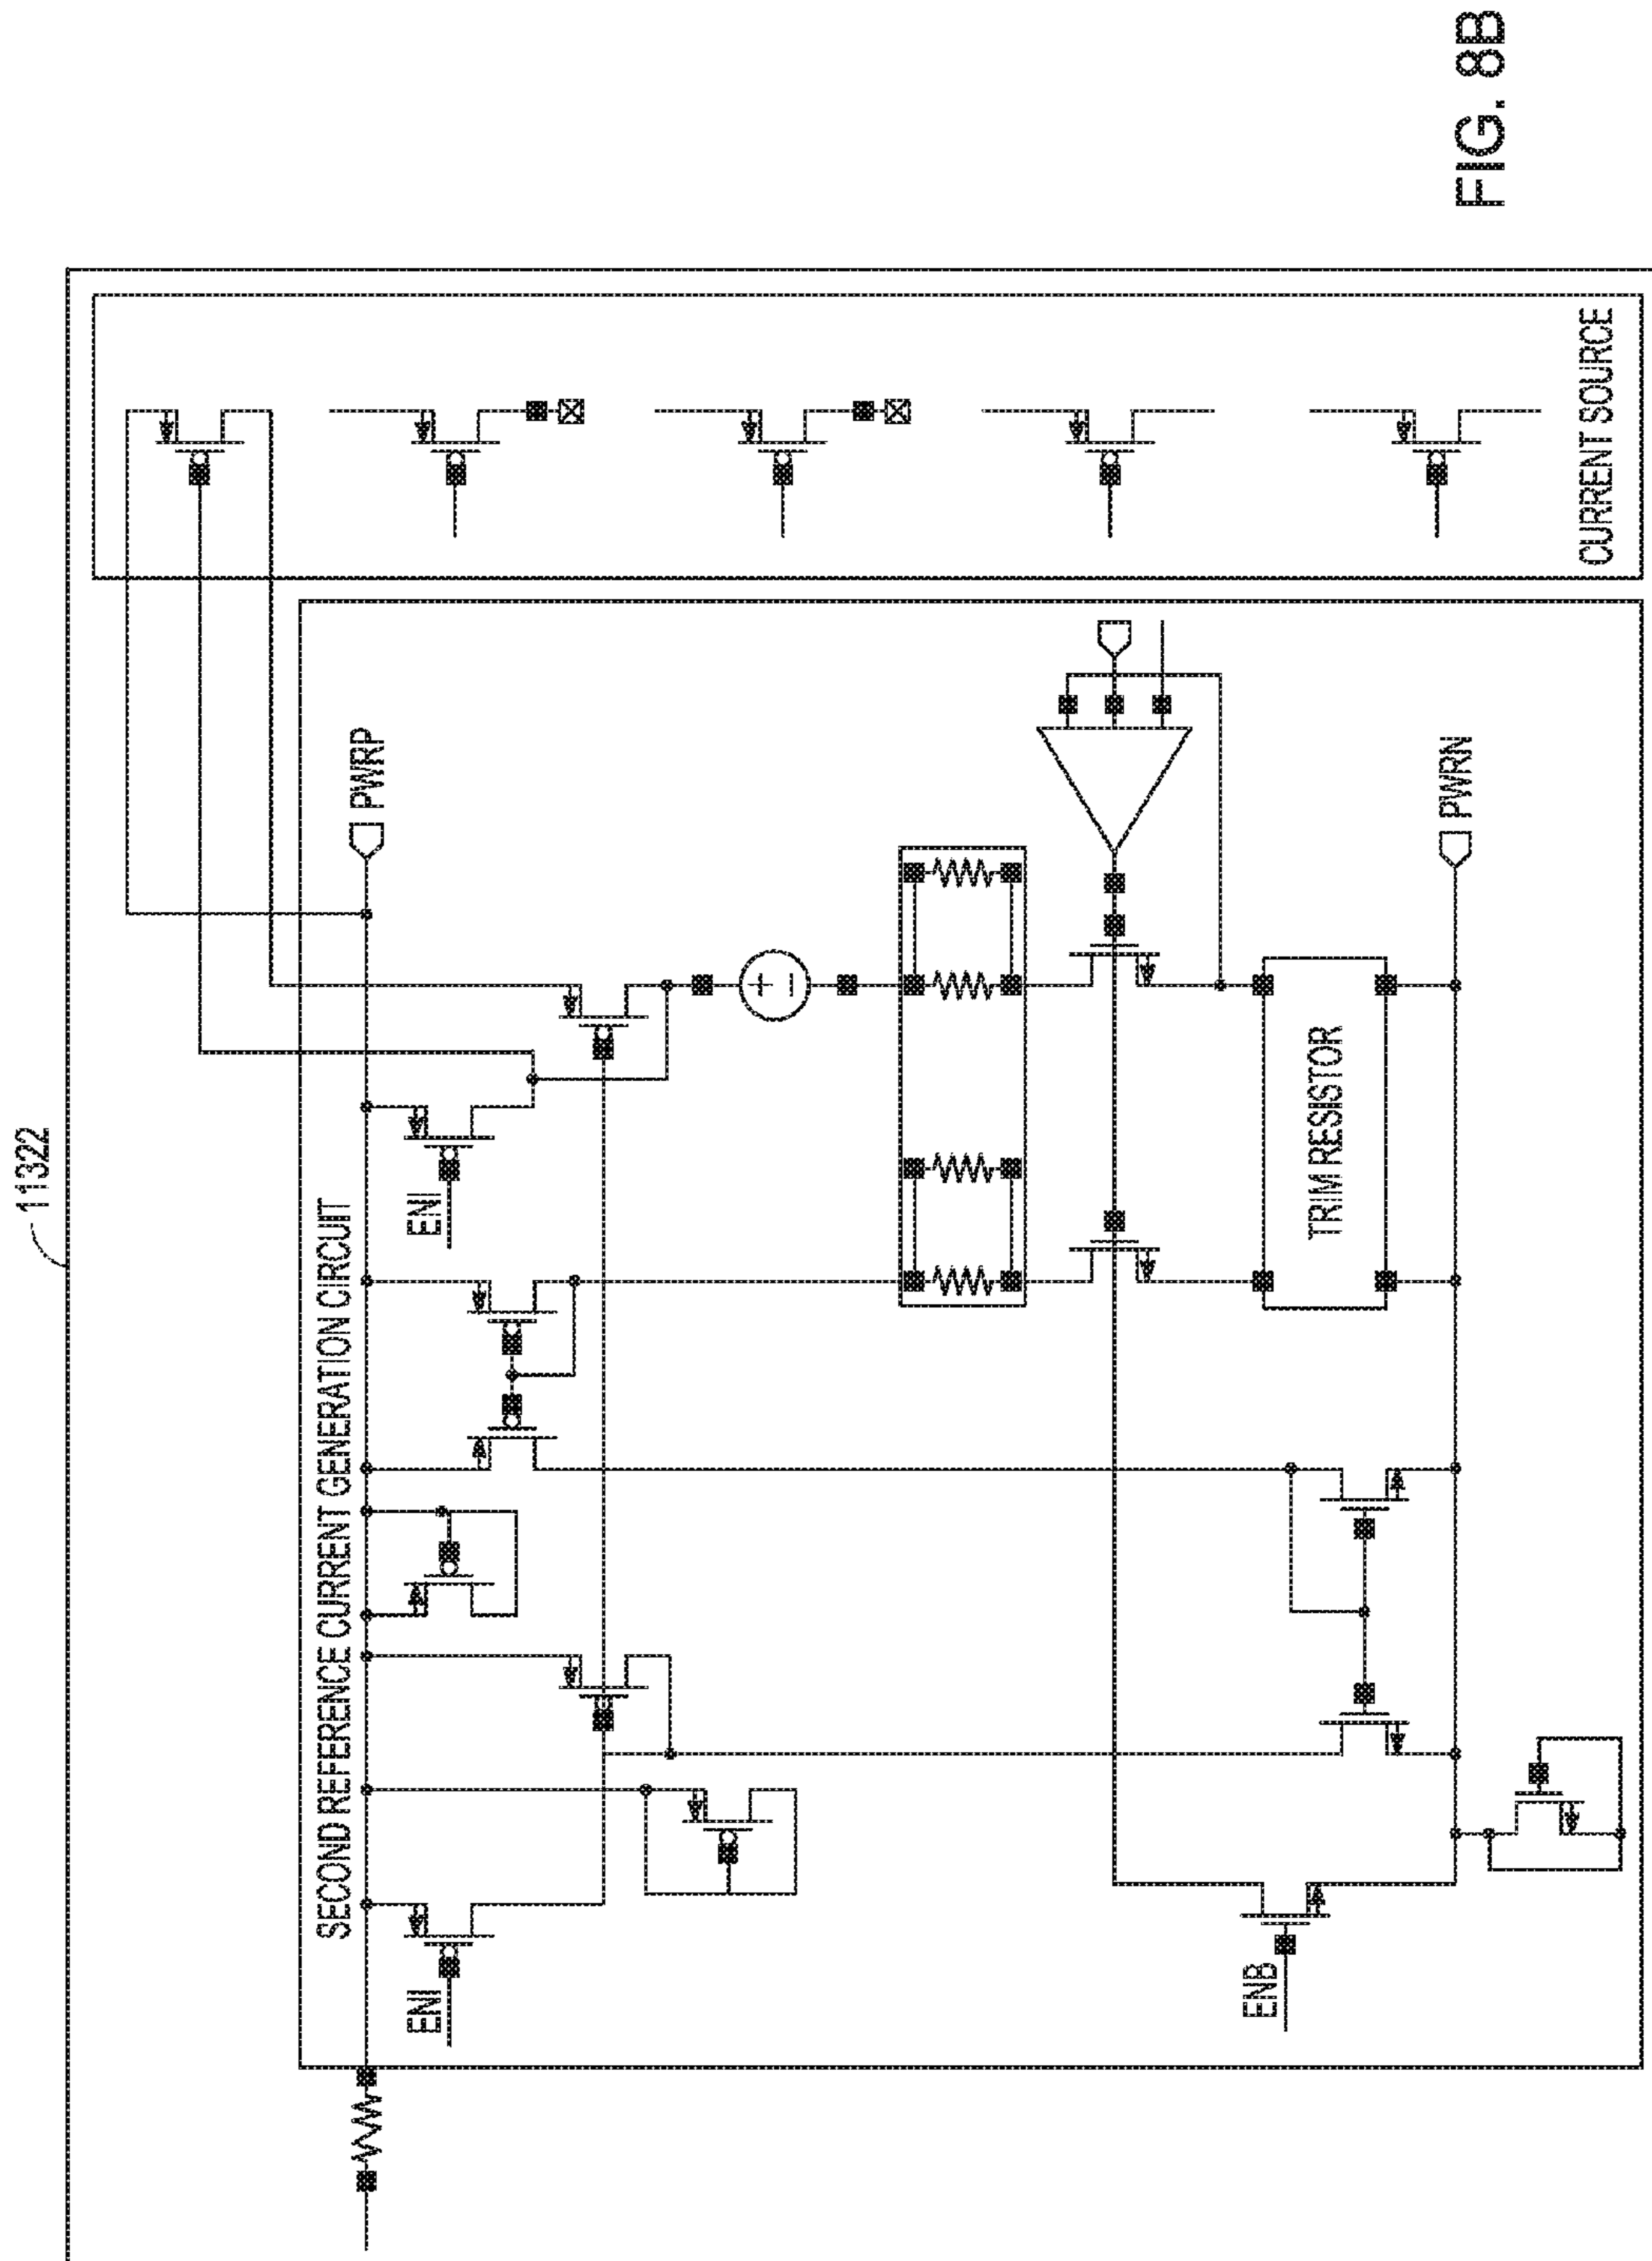 11322
SECOND REFERENCE CURRENT GENERATION CIRCUIT
PWRP
ENI
ENI
ENB
TRIM RESISTOR
PWRN
CURRENT SOURCE
FIG. 8B